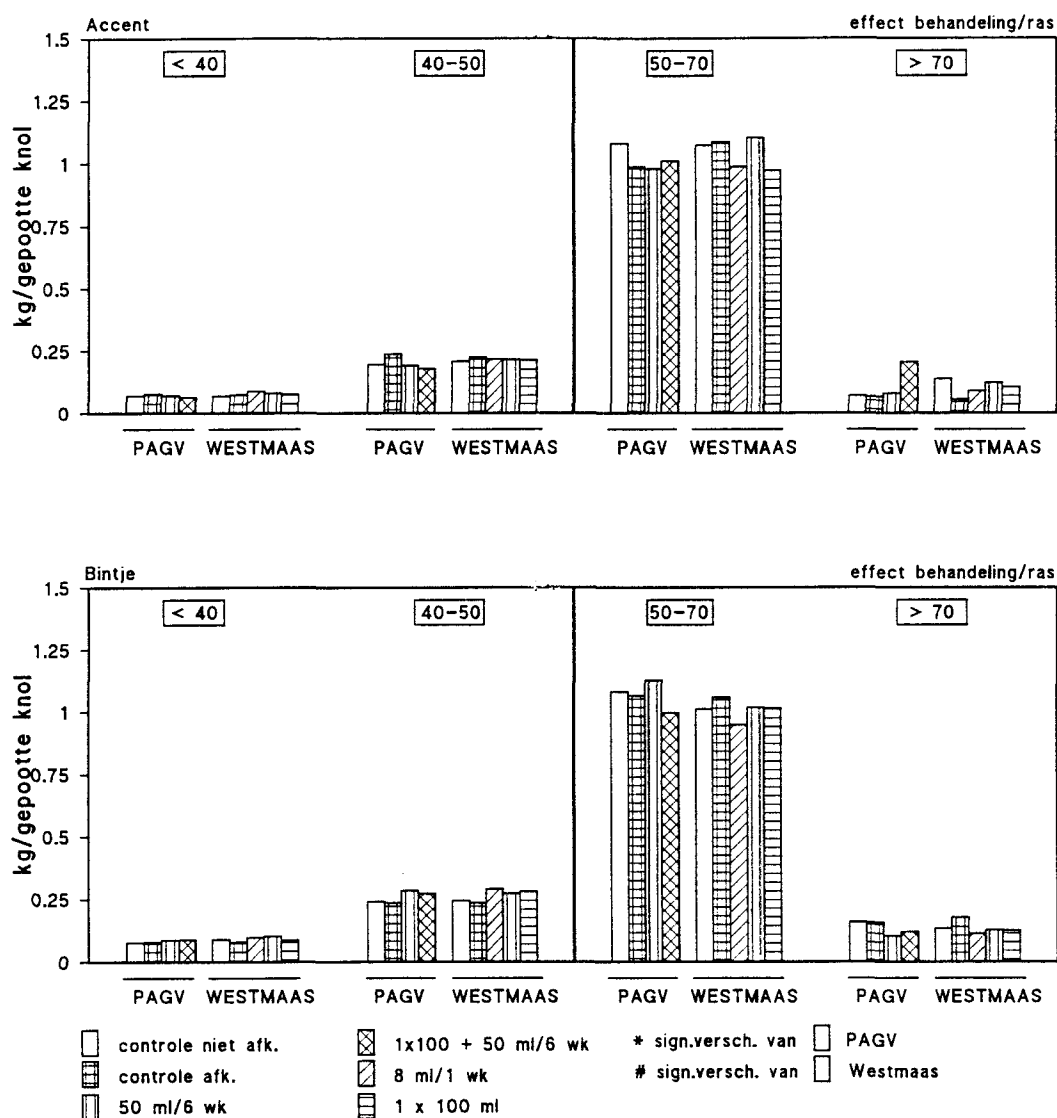 Accent effect behandeling/ras
1.5
< 40 40-50 50-70 > 70
1.25
1
0.75
0.5
0.25
0
kg/gepootte knol
PAGV WESTMAAS PAGV WESTMAAS PAGV WESTMAAS PAGV WESTMAAS
Bintje effect behandeling/ras
1.5
< 40 40-50 50-70 > 70
1.25
1
0.75
0.5
0.25
0
kg/gepootte knol
PAGV WESTMAAS PAGV WESTMAAS PAGV WESTMAAS PAGV WESTMAAS
controle niet afk. 1x100 + 50 ml/6 wk * sign.versch. van PAGV
controle afk. 8 ml/1 wk # sign.versch. van Westmaas
50 ml/6 wk 1 x 100 ml